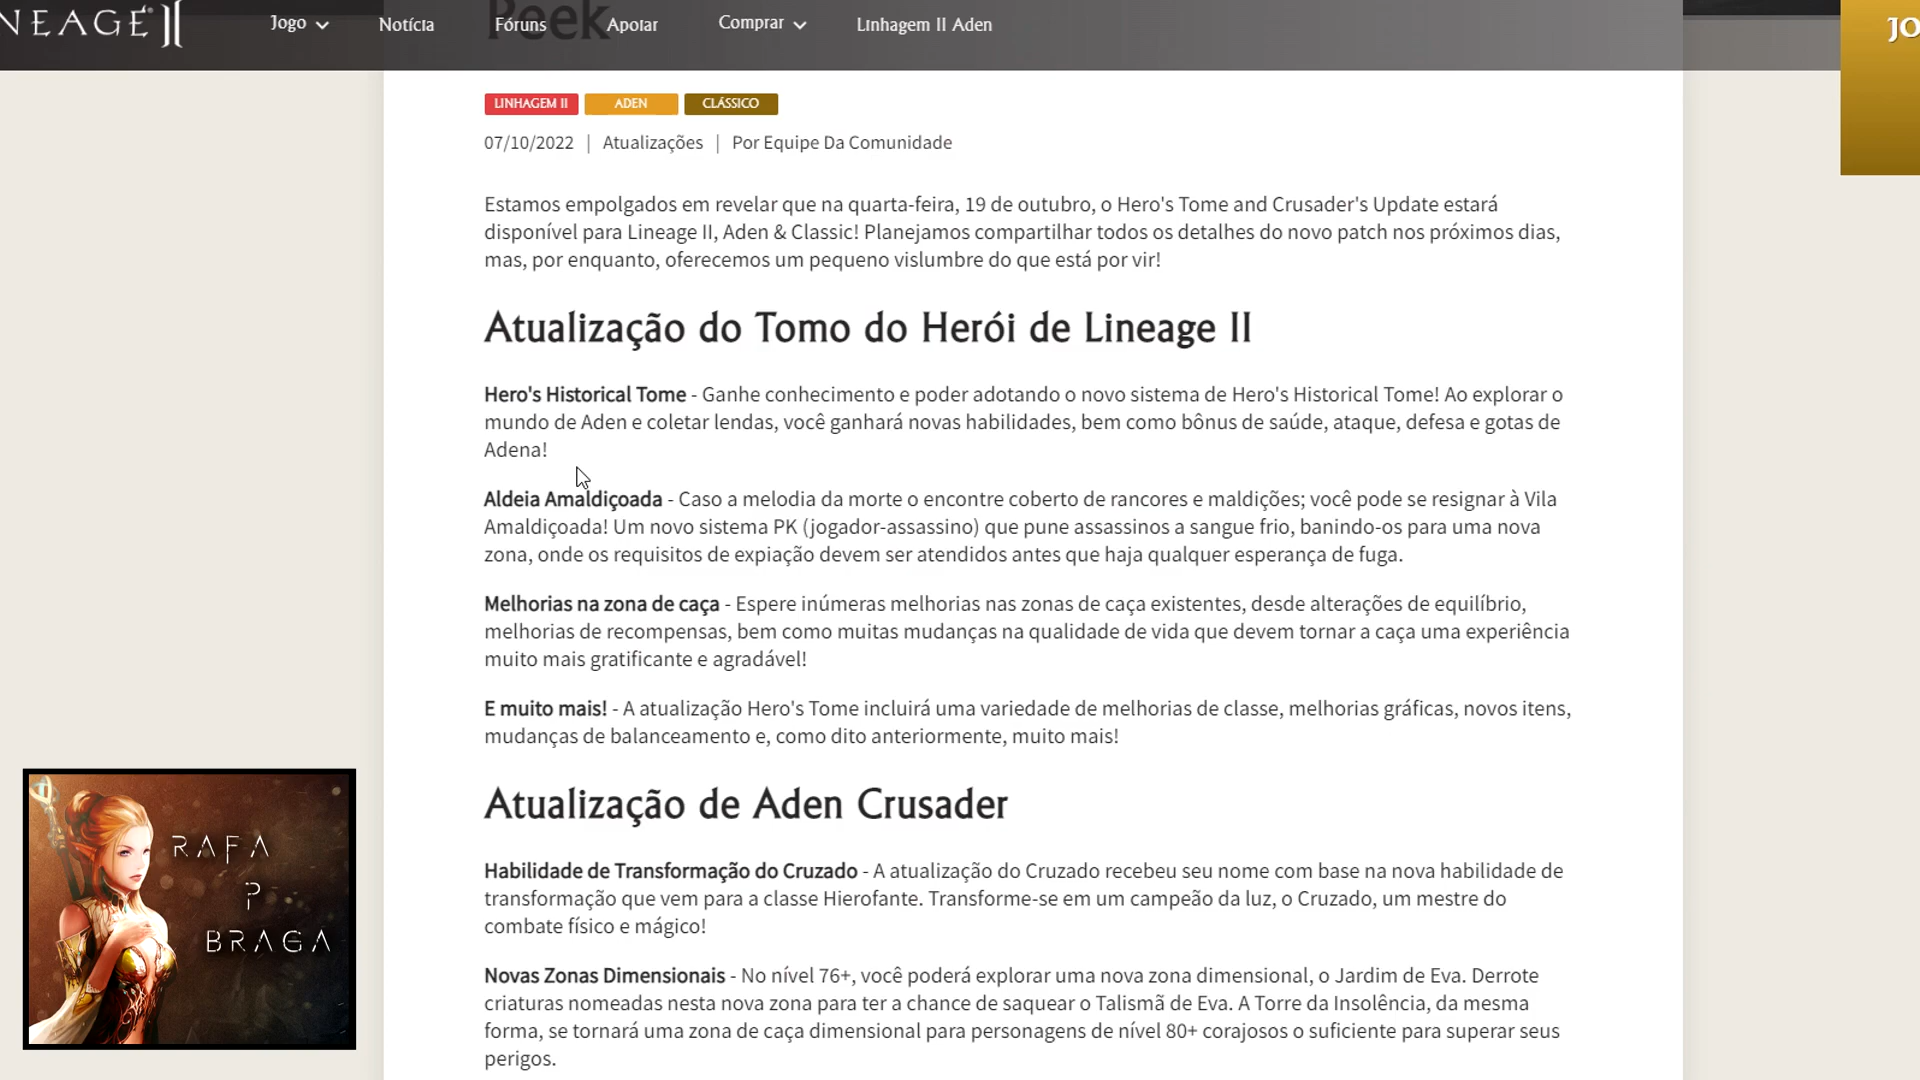 NEAGE II
Jogo
Notícia
Fóruns
Apoiar
Comprar
Linhagem II Aden
JO
Peek
LINHAGEM II
ADEN
CLÁSSICO
07/10/2022 | Atualizações | Por Equipe Da Comunidade
Estamos empolgados em revelar que na quarta-feira, 19 de outubro, o Hero's Tome and Crusader's Update estará
disponível para Lineage II, Aden & Classic! Planejamos compartilhar todos os detalhes do novo patch nos próximos dias,
mas, por enquanto, oferecemos um pequeno vislumbre do que está por vir!
Atualização do Tomo do Herói de Lineage II
Hero's Historical Tome - Ganhe conhecimento e poder adotando o novo sistema de Hero's Historical Tome! Ao explorar o
mundo de Aden e coletar lendas, você ganhará novas habilidades, bem como bônus de saúde, ataque, defesa e gotas de
Adena!
Aldeia Amaldiçoada - Caso a melodia da morte o encontre coberto de rancores e maldições; você pode se resignar à Vila
Amaldiçoada! Um novo sistema PK (jogador-assassino) que pune assassinos a sangue frio, banindo-os para uma nova
zona, onde os requisitos de expiação devem ser atendidos antes que haja qualquer esperança de fuga.
Melhorias na zona de caça - Espere inúmeras melhorias nas zonas de caça existentes, desde alterações de equilíbrio,
melhorias de recompensas, bem como muitas mudanças na qualidade de vida que devem tornar a caça uma experiência
muito mais gratificante e agradável!
E muito mais! - A atualização Hero's Tome incluirá uma variedade de melhorias de classe, melhorias gráficas, novos itens,
mudanças de balanceamento e, como dito anteriormente, muito mais!
Atualização de Aden Crusader
Habilidade de Transformação do Cruzado - A atualização do Cruzado recebeu seu nome com base na nova habilidade de
transformação que vem para a classe Hierofante. Transforme-se em um campeão da luz, o Cruzado, um mestre do
combate físico e mágico!
Novas Zonas Dimensionais - No nível 76+, você poderá explorar uma nova zona dimensional, o Jardim de Eva. Derrote
criaturas nomeadas nesta nova zona para ter a chance de saquear o Talismã de Eva. A Torre da Insolência, da mesma
forma, se tornará uma zona de caça dimensional para personagens de nível 80+ corajosos o suficiente para superar seus
perigos.
RAFA
P
BRAGA